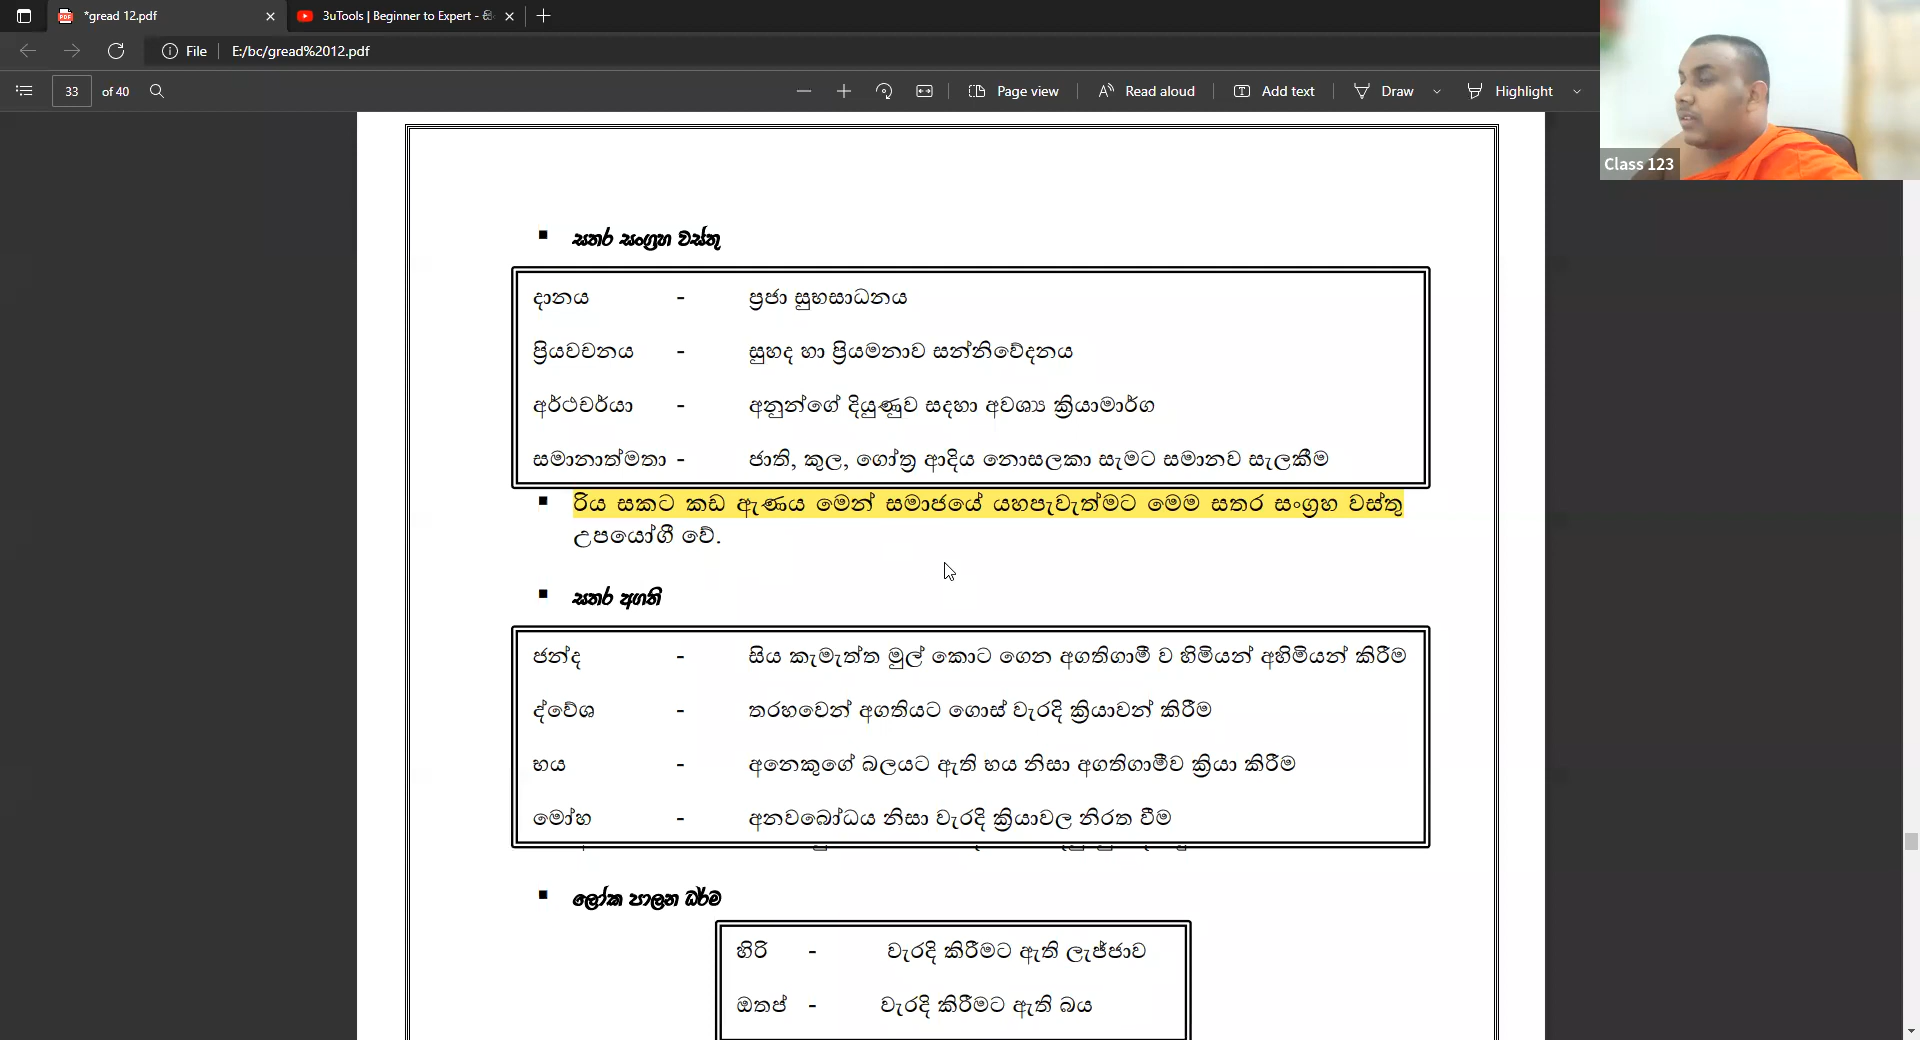 *gread 12.pdf
3uTools | Beginner to Expert - සි
File E:/bc/gread%2012.pdf
33 of 40 Page view Read aloud Add text Draw Highlight
Class 123
සතර සංග්‍රහ වස්තු
දානය - ප්‍රජා සුභසාධනය
ප්‍රියවචනය - සුහද හා ප්‍රියමනාව සන්නිවේදනය
අර්ථචර්යා - අනුන්ගේ දියුණුව සදහා අවශ්‍ය ක්‍රියාමාර්ග
සමානාත්මතා - ජාති, කුල, ගෝත්‍ර ආදිය නොසලකා සැමට සමානව සැලකීම
රිය සකට කඩ ඇණය මෙන් සමාජයේ යහපැවැත්මට මෙම සතර සංග්‍රහ වස්තු
උපයෝගී වේ.
සතර අගති
ඡන්ද - සිය කැමැත්ත මුල් කොට ගෙන අගතිගාමී ව හිමියන් අහිමියන් කිරීම
ද්වේශ - තරහවෙන් අගතියට ගොස් වැරදි ක්‍රියාවන් කිරීම
භය - අනෙකුගේ බලයට ඇති භය නිසා අගතිගාමීව ක්‍රියා කිරීම
මෝහ - අනවබෝධය නිසා වැරදි ක්‍රියාවල නිරත වීම
ලෝක පාලන ධර්ම
හිරි - වැරදි කිරීමට ඇති ලැජ්ජාව
ඔතප් - වැරදි කිරීමට ඇති බය